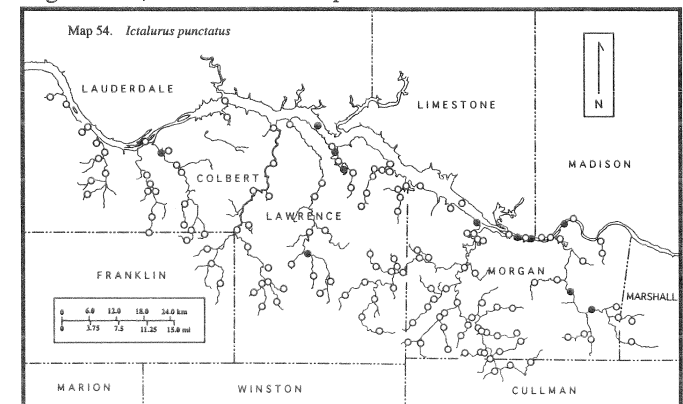 Map 54. Ictalurus punctatus
LAUDERDALE
LIMESTONE
N
MADISON
COLBERT
LAWRENCE
FRANKLIN
MORGAN
MARSHALL
0 6.0 12.0 18.0 24.0 km
0 3.75 7.5 11.25 15.0 mi
MARION
WINSTON
CULLMAN